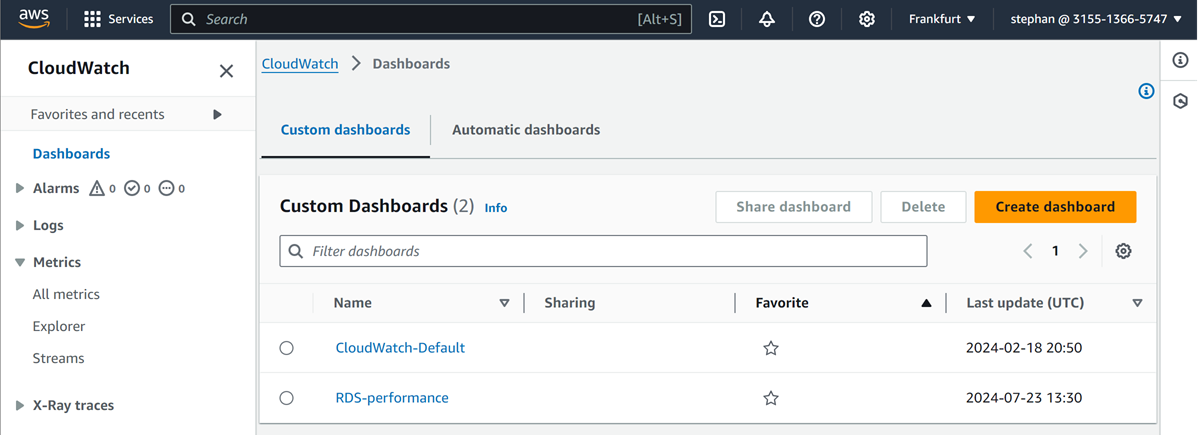 aws Services Search [Alt+S] Frankfurt stephan @ 3155-1366-5747
CloudWatch
Favorites and recents
Dashboards
Alarms 0 0 0
Logs
Metrics
All metrics
Explorer
Streams
X-Ray traces
CloudWatch Dashboards
Custom dashboards Automatic dashboards
Custom Dashboards (2) Info Share dashboard Delete Create dashboard
Filter dashboards 1
Name Sharing Favorite Last update (UTC)
CloudWatch-Default 2024-02-18 20:50
RDS-performance 2024-07-23 13:30